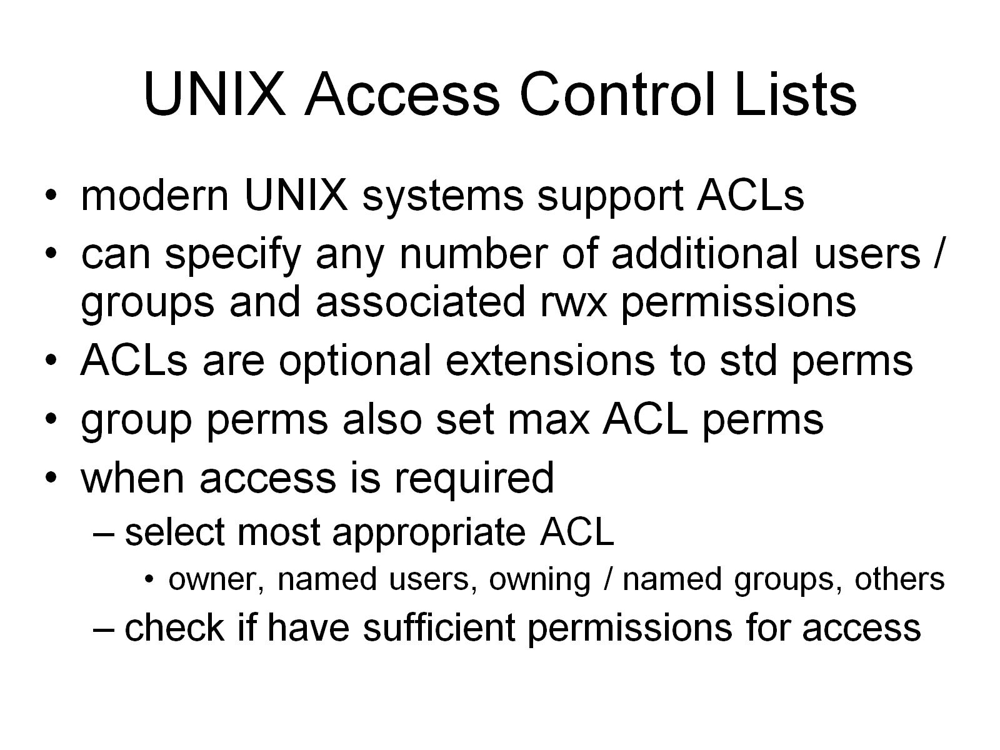 UNIX Access Control Lists
• modern UNIX systems support ACLs
• can specify any number of additional users /
groups and associated rwx permissions
• ACLs are optional extensions to std perms
• group perms also set max ACL perms
• when access is required
– select most appropriate ACL
• owner, named users, owning / named groups, others
– check if have sufficient permissions for access